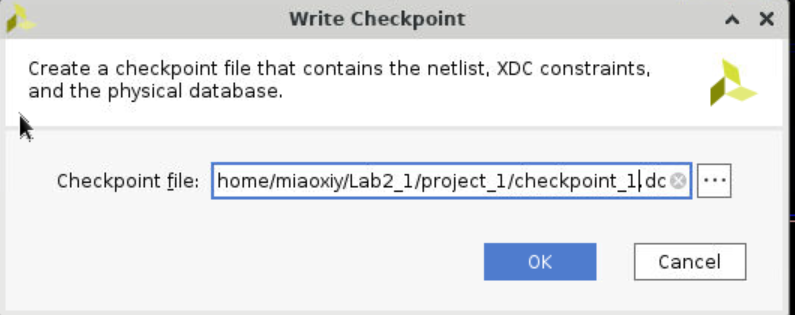 Write Checkpoint
Create a checkpoint file that contains the netlist, XDC constraints,
and the physical database.
Checkpoint file: home/miaoxiy/Lab2_1/project_1/checkpoint_1.dc ...
OK Cancel